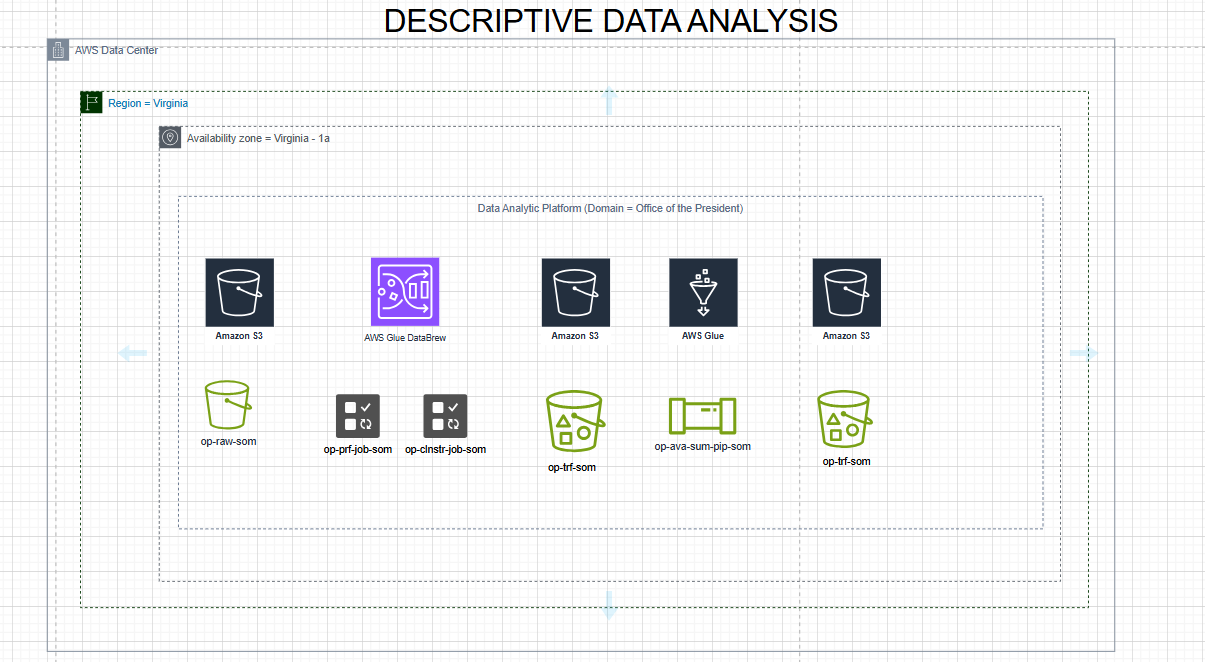 DESCRIPTIVE DATA ANALYSIS
AWS Data Center
Region = Virginia
Availability zone = Virginia - 1a
Data Analytic Platform (Domain = Office of the President)
Amazon S3
AWS Glue DataBrew
Amazon S3
AWS Glue
Amazon S3
op-raw-som
op-prf-job-som
op-clnstr-job-som
op-trf-som
op-ava-sum-pip-som
op-trf-som